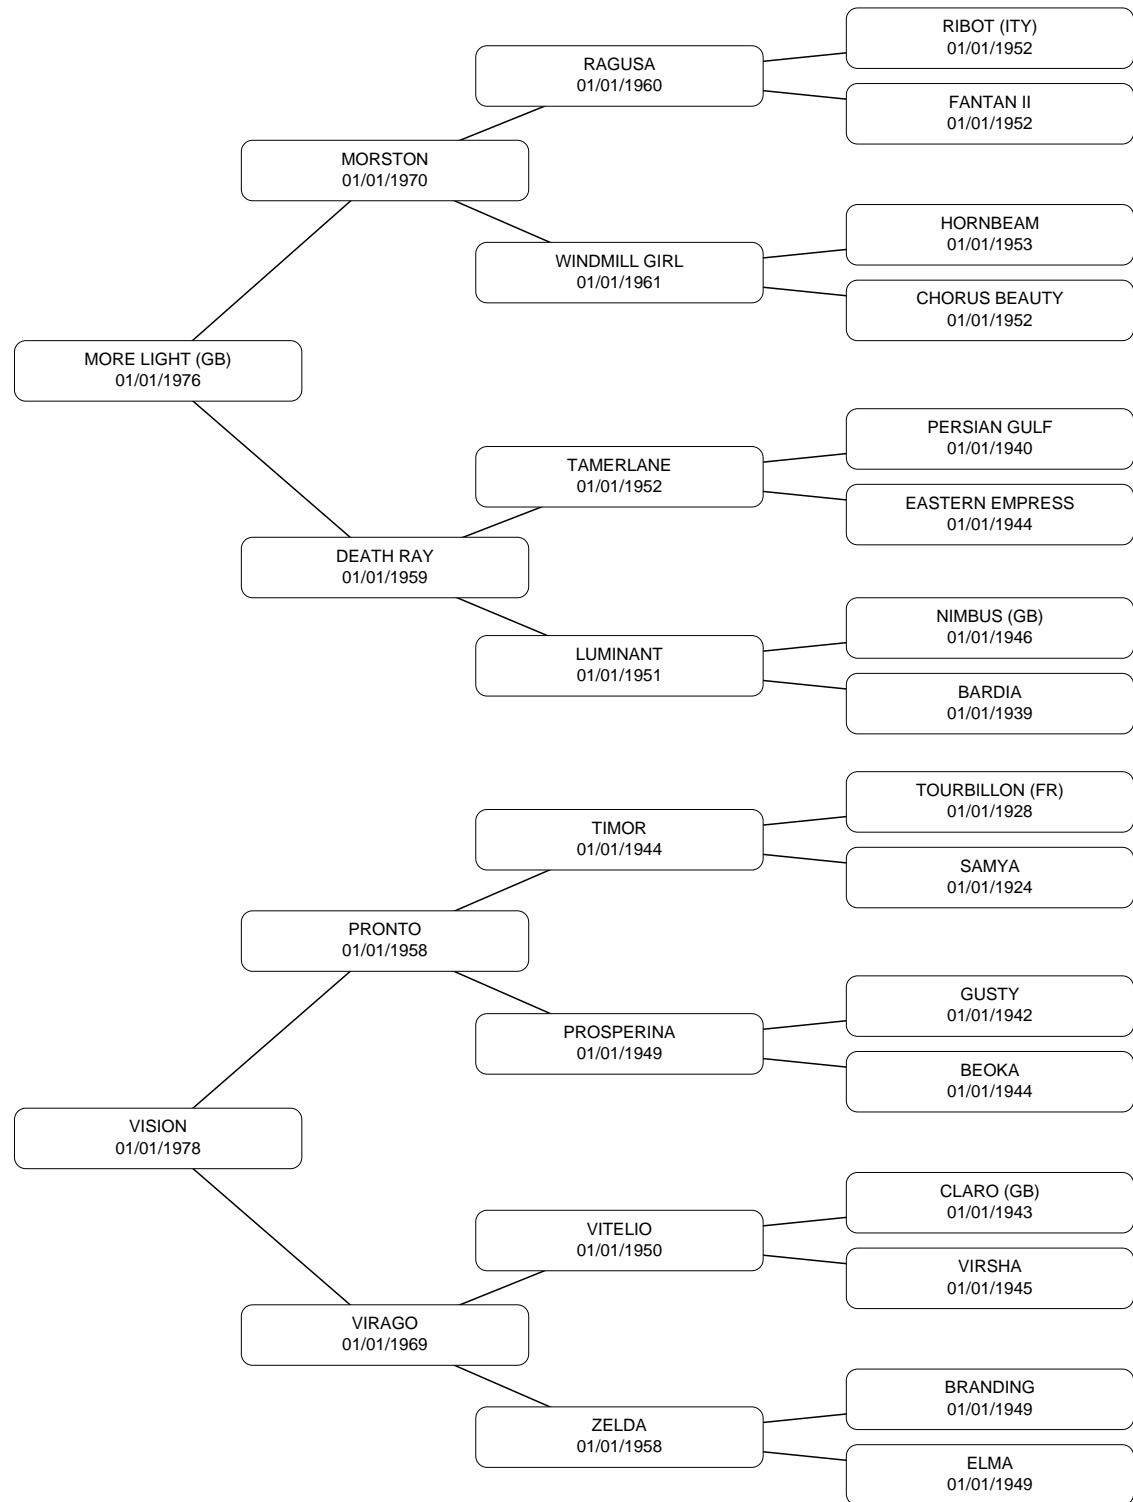 RIBOT (ITY)
01/01/1952
RAGUSA
01/01/1960
FANTAN II
01/01/1952
MORSTON
01/01/1970
HORNBEAM
01/01/1953
WINDMILL GIRL
01/01/1961
CHORUS BEAUTY
01/01/1952
MORE LIGHT (GB)
01/01/1976
PERSIAN GULF
01/01/1940
TAMERLANE
01/01/1952
EASTERN EMPRESS
01/01/1944
DEATH RAY
01/01/1959
NIMBUS (GB)
01/01/1946
LUMINANT
01/01/1951
BARDIA
01/01/1939
TOURBILLON (FR)
01/01/1928
TIMOR
01/01/1944
SAMYA
01/01/1924
PRONTO
01/01/1958
GUSTY
01/01/1942
PROSPERINA
01/01/1949
BEOKA
01/01/1944
VISION
01/01/1978
CLARO (GB)
01/01/1943
VITELIO
01/01/1950
VIRSHA
01/01/1945
VIRAGO
01/01/1969
BRANDING
01/01/1949
ZELDA
01/01/1958
ELMA
01/01/1949